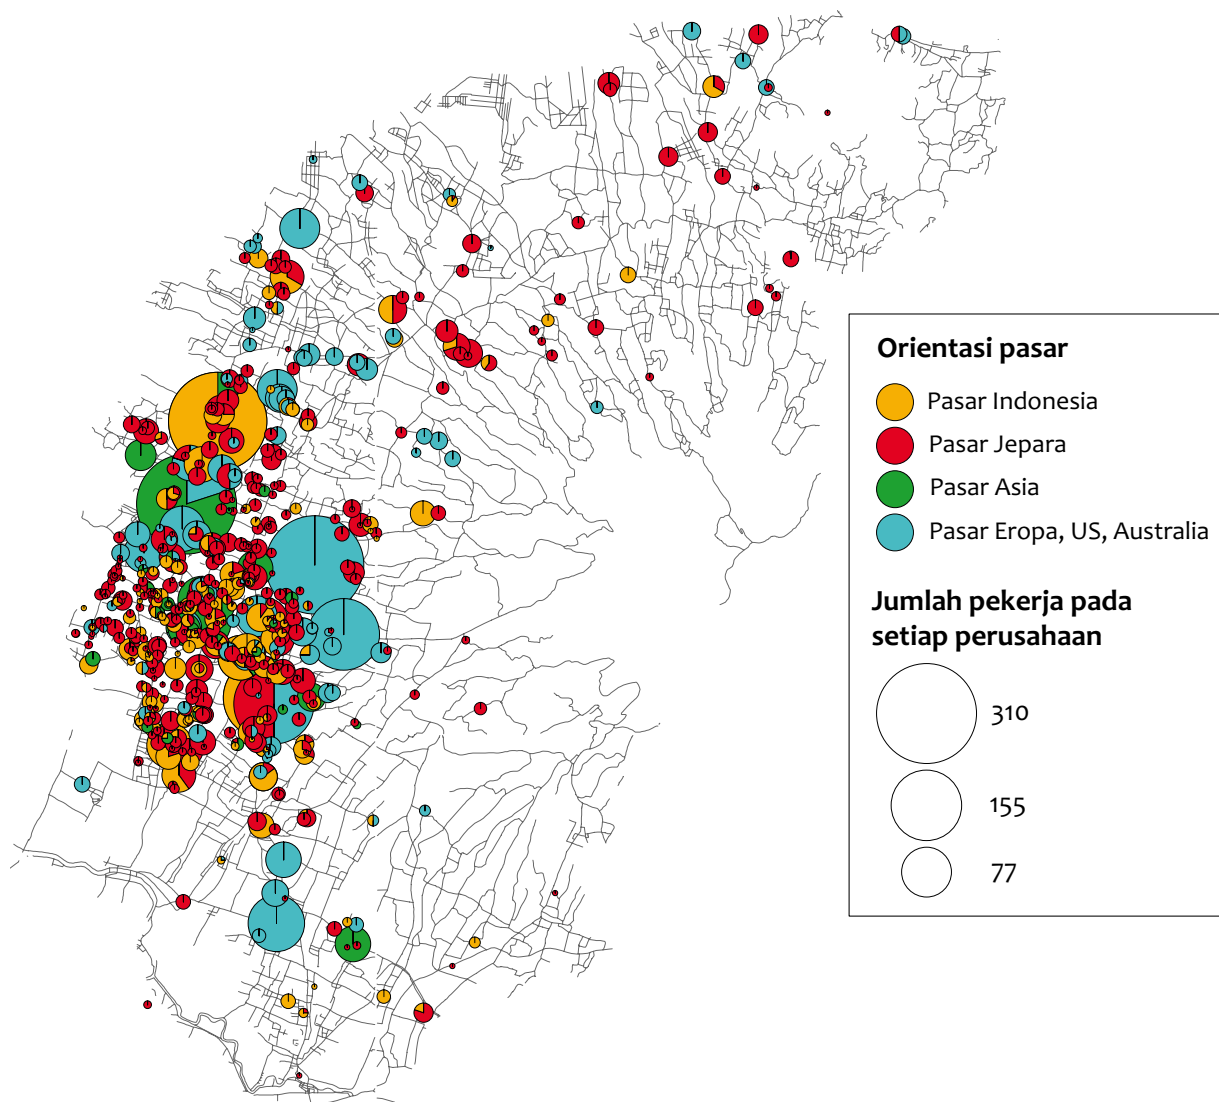 Orientasi pasar
Pasar Indonesia
Pasar Jepara
Pasar Asia
Pasar Eropa, US, Australia
Jumlah pekerja pada
setiap perusahaan
310
155
77